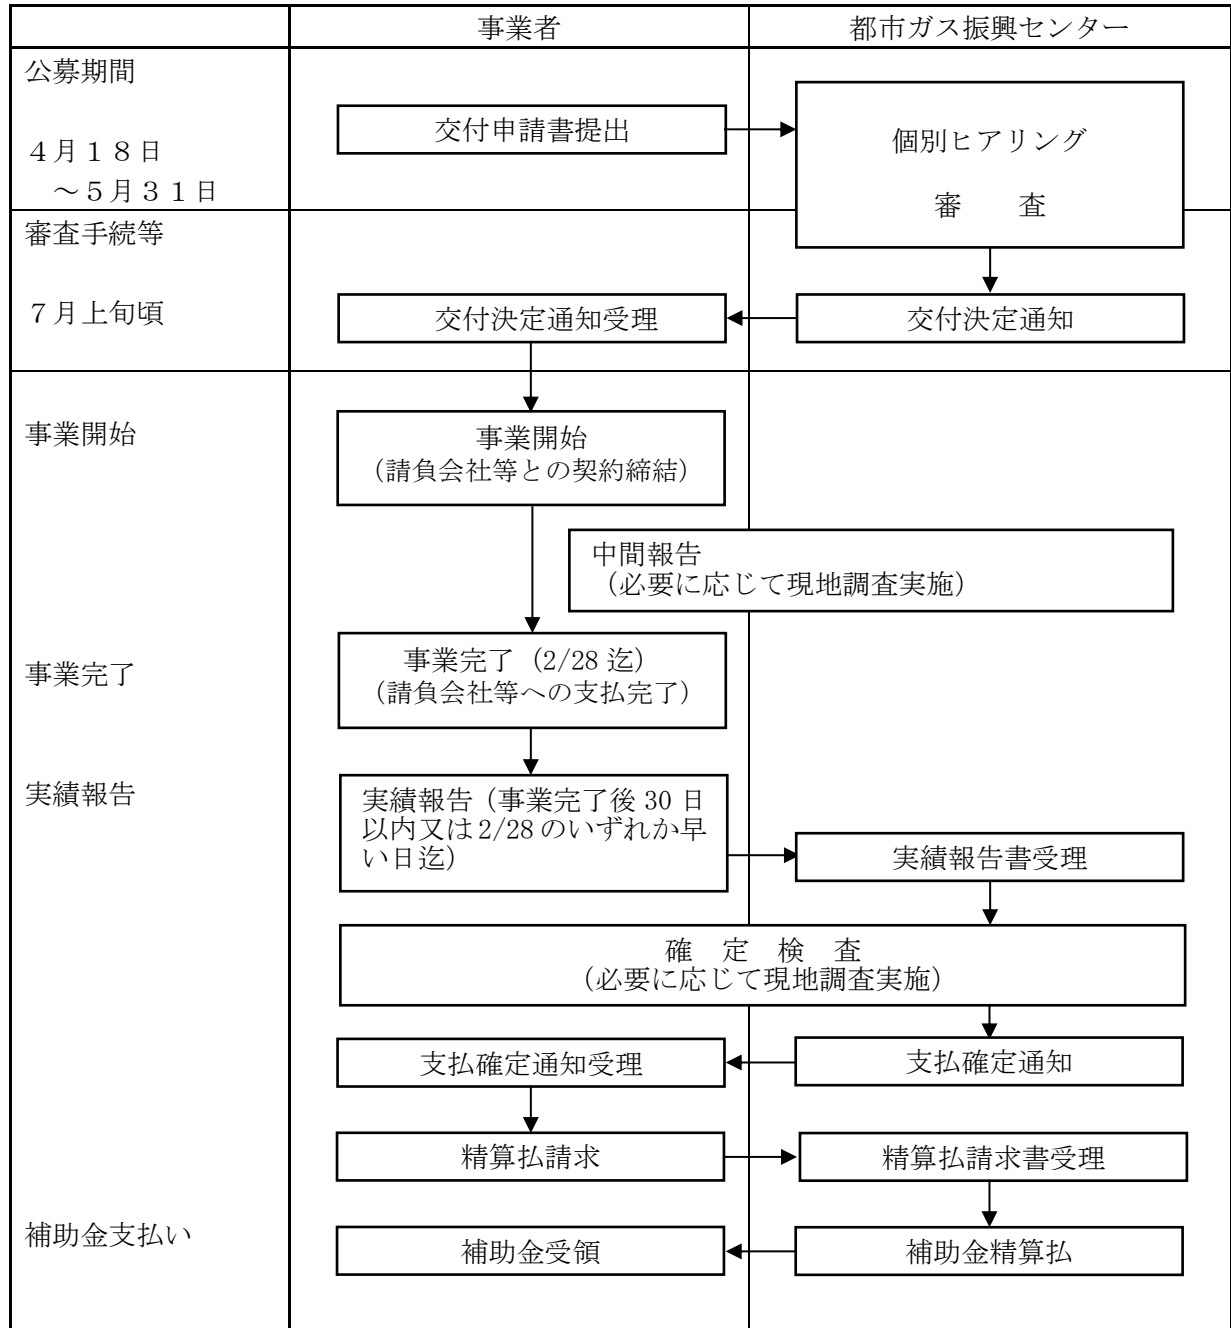 事業者
都市ガス振興センター
公募期間
４月１８日
～５月３１日
交付申請書提出
個別ヒアリング
審　　査
審査手続等
７月上旬頃
交付決定通知受理
交付決定通知
事業開始
事業開始
（請負会社等との契約締結）
中間報告
（必要に応じて現地調査実施）
事業完了
事業完了（2/28 迄）
（請負会社等への支払完了）
実績報告
実績報告（事業完了後 30 日
以内又は 2/28 のいずれか早
い日迄）
実績報告書受理
確　定　検　査
（必要に応じて現地調査実施）
支払確定通知受理
支払確定通知
精算払請求
精算払請求書受理
補助金支払い
補助金受領
補助金精算払